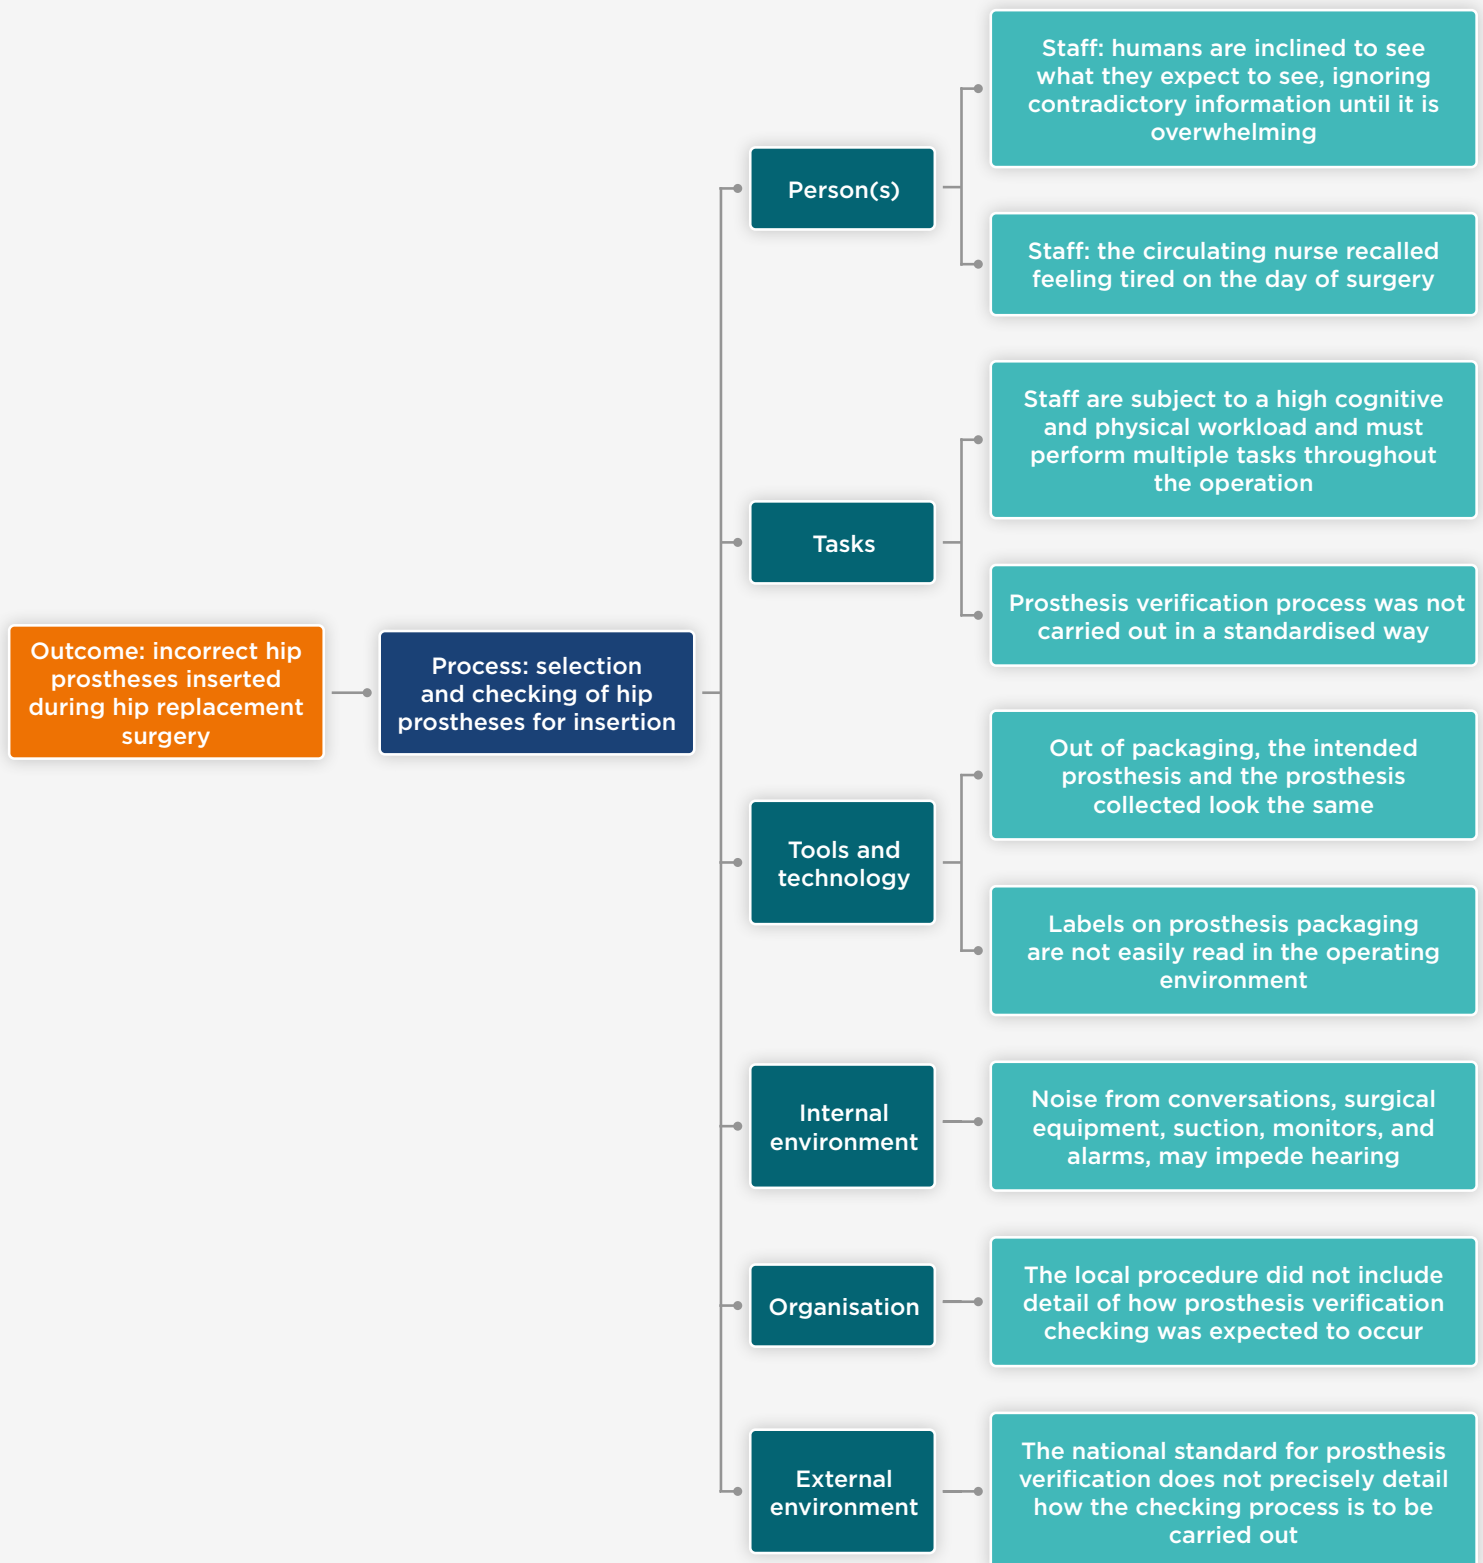 Outcome: incorrect hip
prostheses inserted
during hip replacement
surgery
Process: selection
and checking of hip
prostheses for insertion
Person(s)
Staff: humans are inclined to see
what they expect to see, ignoring
contradictory information until it is
overwhelming
Staff: the circulating nurse recalled
feeling tired on the day of surgery
Tasks
Staff are subject to a high cognitive
and physical workload and must
perform multiple tasks throughout
the operation
Prosthesis verification process was not
carried out in a standardised way
Tools and
technology
Out of packaging, the intended
prosthesis and the prosthesis
collected look the same
Labels on prosthesis packaging
are not easily read in the operating
environment
Internal
environment
Noise from conversations, surgical
equipment, suction, monitors, and
alarms, may impede hearing
Organisation
The local procedure did not include
detail of how prosthesis verification
checking was expected to occur
External
environment
The national standard for prosthesis
verification does not precisely detail
how the checking process is to be
carried out